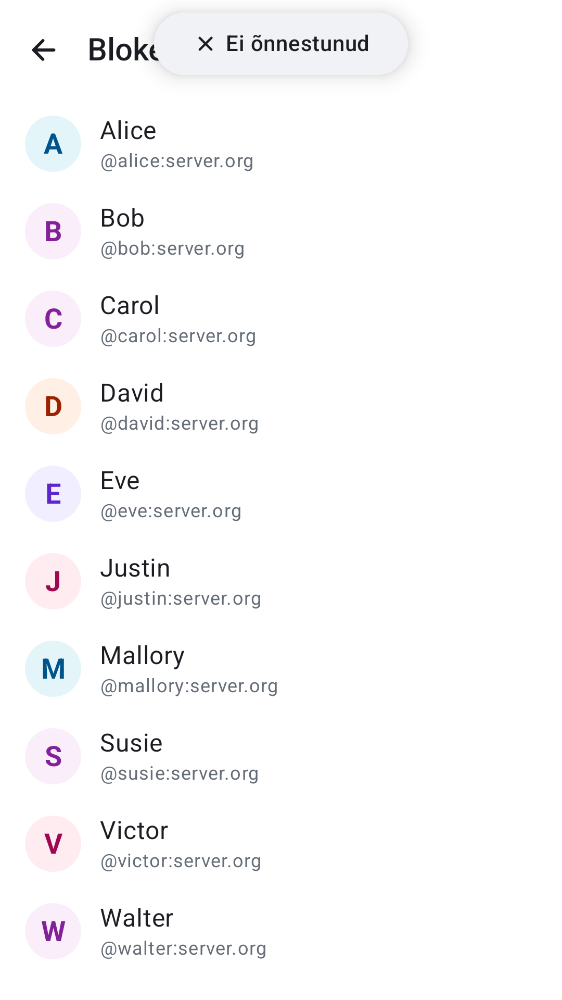 Bloke
Ei õnnestunud
A
Alice
@alice:server.org
B
Bob
@bob:server.org
C
Carol
@carol:server.org
D
David
@david:server.org
E
Eve
@eve:server.org
J
Justin
@justin:server.org
M
Mallory
@mallory:server.org
S
Susie
@susie:server.org
V
Victor
@victor:server.org
W
Walter
@walter:server.org